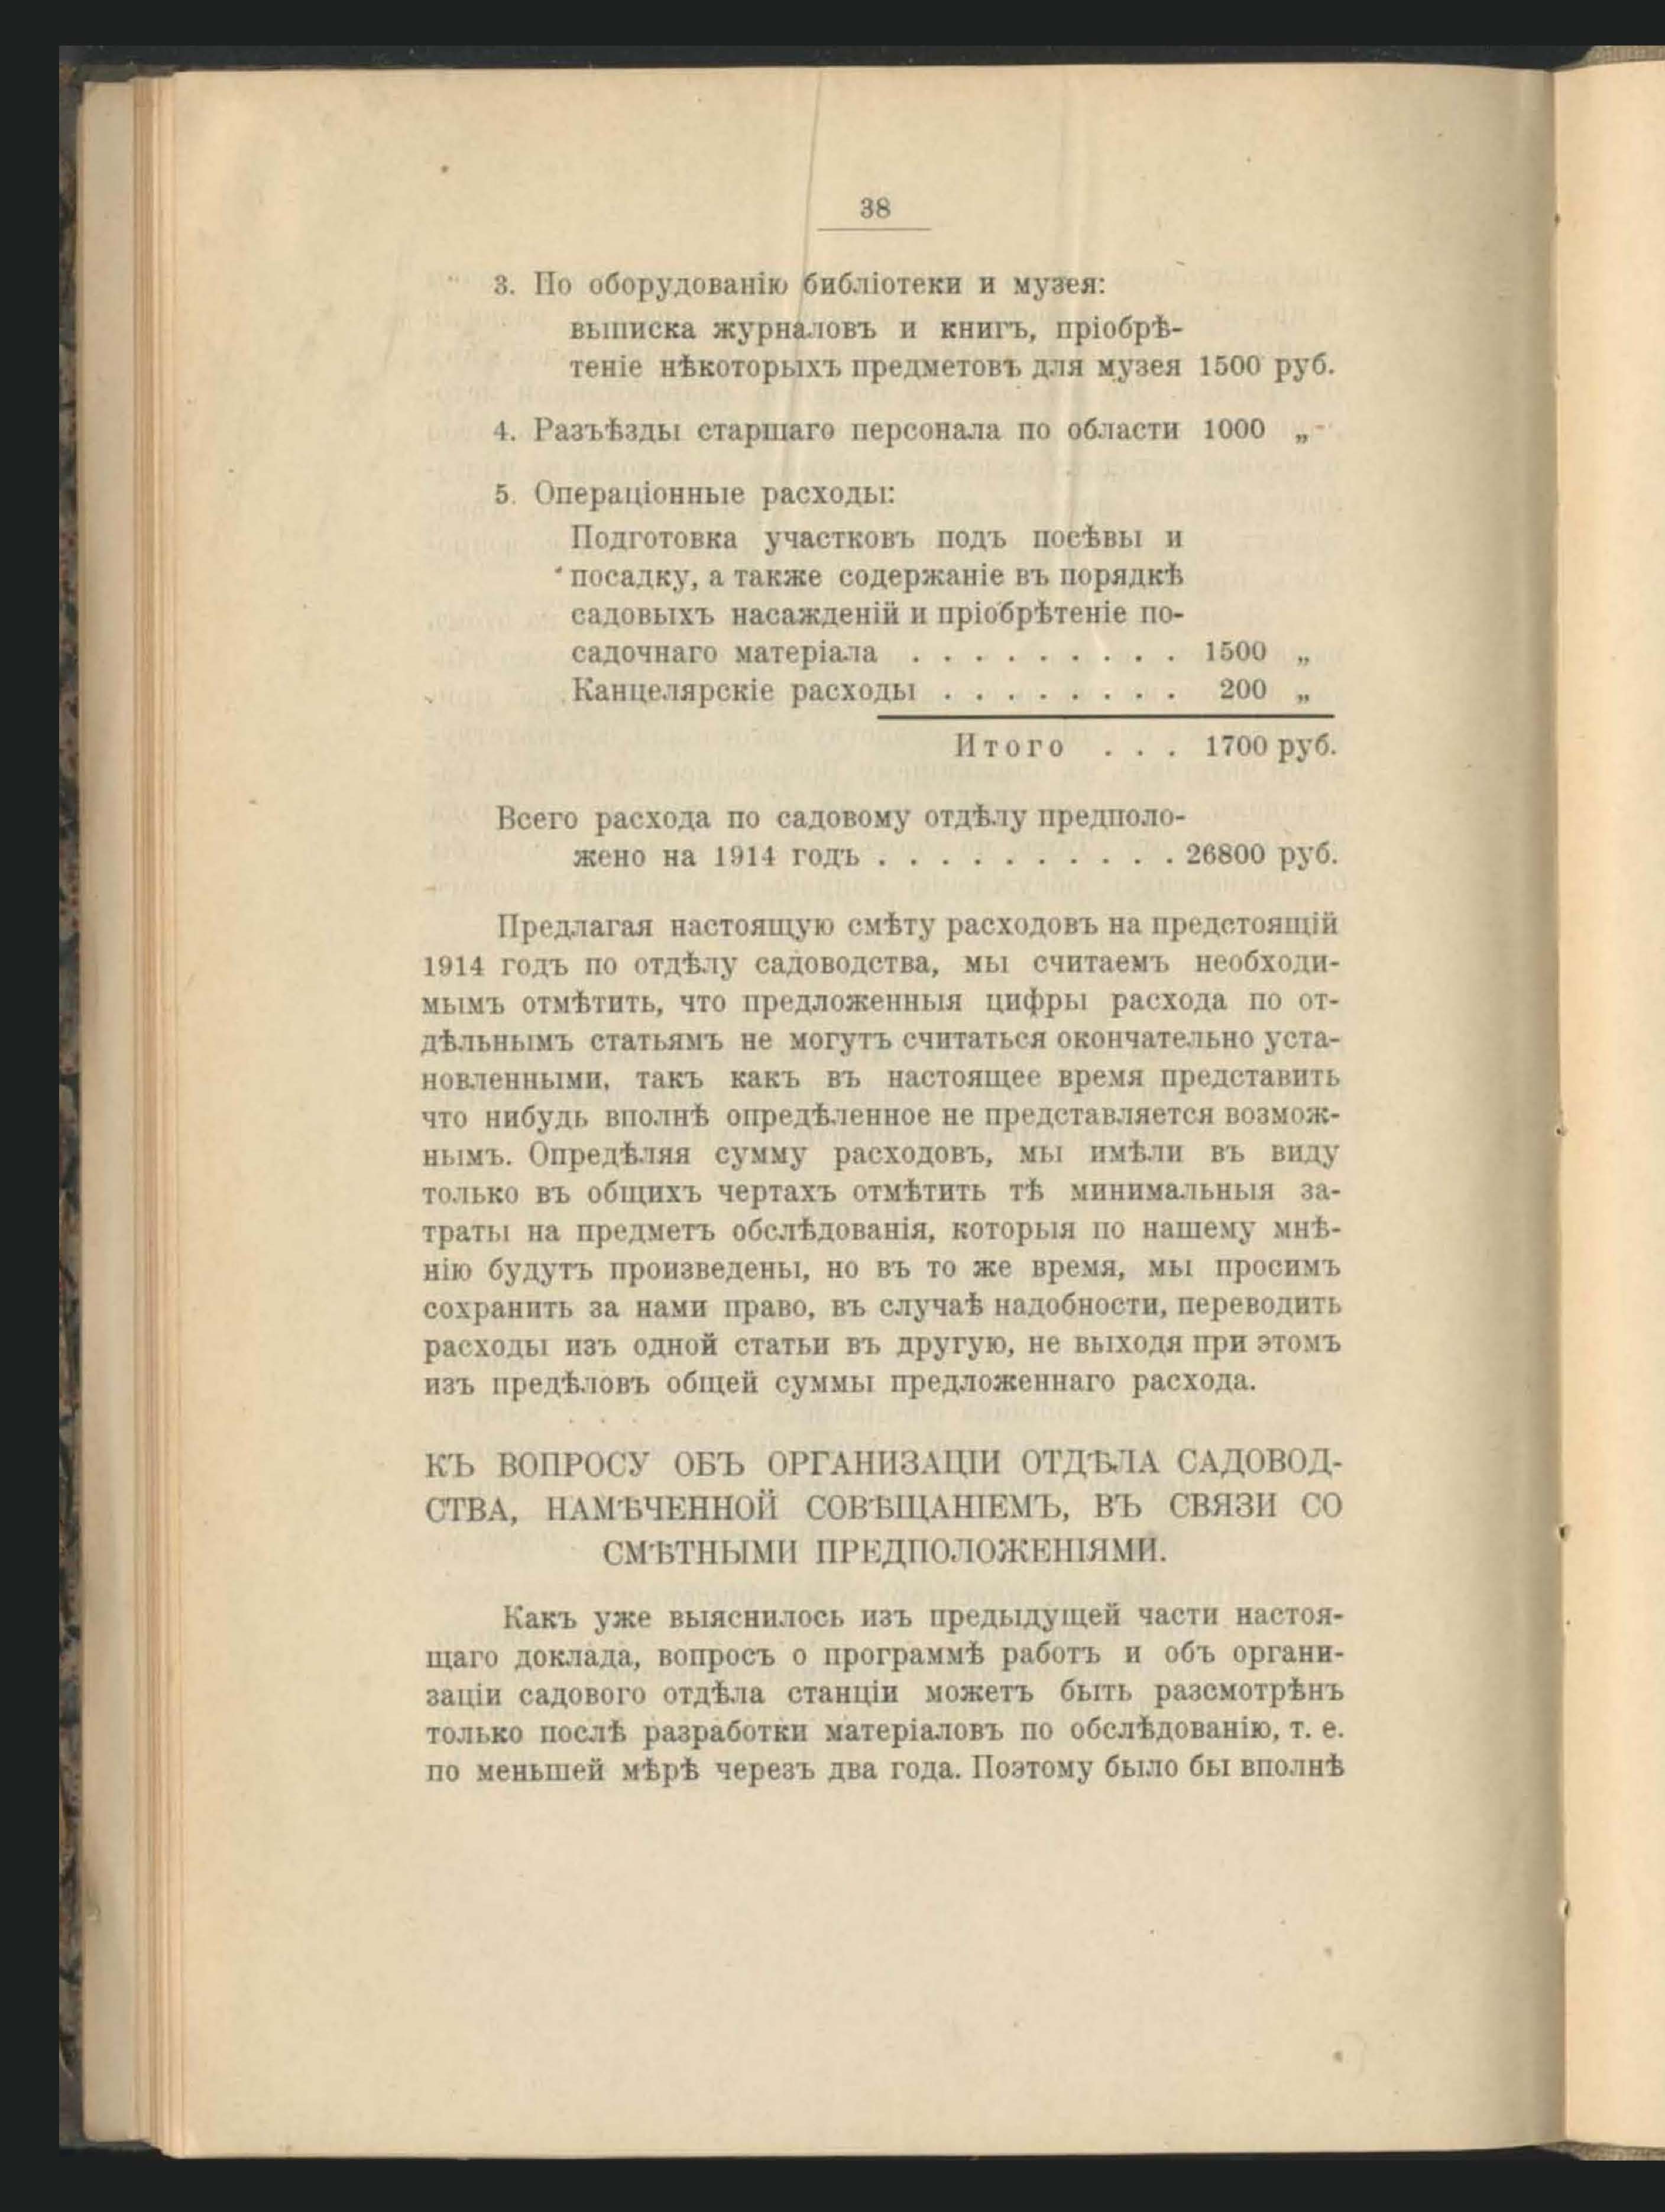 38
3. По оборудованію библіотеки и музея:
выписка журналовъ и книгъ, пріобрѣ-
теніе нѣкоторыхъ предметовъ для музея 1500 руб.
4. Разъѣзды старшаго персонала по области 1000 „
5. Операціонные расходы:
Подготовка участковъ подъ посѣвы и
посадку, а также содержаніе въ порядкѣ
садовыхъ насажденій и пріобрѣтеніе по-
садочнаго матеріала . . . . . . . . . 1500 „
Канцелярскіе расходы . . . . . . . . 200 „
Итого . . . 1700 руб.
Всего расхода по садовому отдѣлу предполо-
жено на 1914 годъ . . . . . . . . . . 26800 руб.
Предлагая настоящую смѣту расходовъ на предстоящій
1914 годъ по отдѣлу садоводства, мы считаемъ необходи-
мымъ отмѣтить, что предложенныя цифры расхода по от-
дѣльнымъ статьямъ не могутъ считаться окончательно уста-
новленными, такъ какъ въ настоящее время представить
что нибудь вполнѣ опредѣленное не представляется возмож-
нымъ. Опредѣляя сумму расходовъ, мы имѣли въ виду
только въ общихъ чертахъ отмѣтить тѣ минимальныя за-
траты на предметъ обслѣдованія, которыя по нашему мнѣ-
нію будутъ произведены, но въ то же время, мы просимъ
сохранить за нами право, въ случаѣ надобности, переводить
расходы изъ одной статьи въ другую, не выходя при этомъ
изъ предѣловъ общей суммы предложеннаго расхода.
КЪ ВОПРОСУ ОБЪ ОРГАНИЗАЦІИ ОТДѢЛА САДОВОД-
СТВА, НАМѢЧЕННОЙ СОВѢЩАНІЕМЪ, ВЪ СВЯЗИ СО
СМѢТНЫМИ ПРЕДПОЛОЖЕНІЯМИ.
Какъ уже выяснилось изъ предыдущей части настоя-
щаго доклада, вопросъ о программѣ работъ и объ органи-
заціи садового отдѣла станціи можетъ быть разсмотрѣнъ
только послѣ разработки матеріаловъ по обслѣдованію, т. е.
по меньшей мѣрѣ черезъ два года. Поэтому было бы вполнѣ